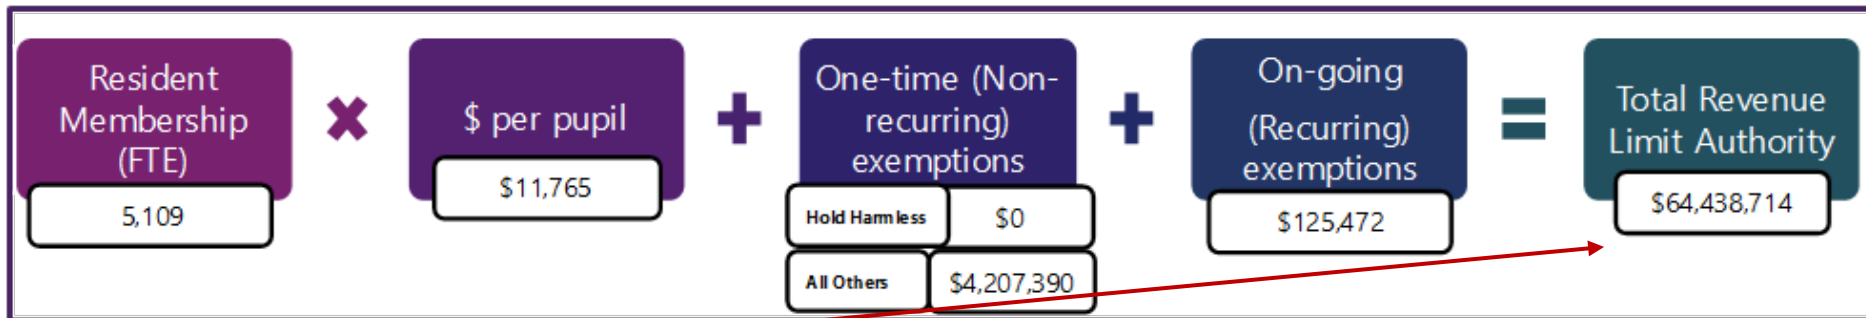 Resident
Membership
(FTE)
5,109
✖
$ per pupil
$11,765
+
One-time (Non-
recurring)
exemptions
Hold Harmless $0
All Others $4,207,390
+
On-going
(Recurring)
exemptions
$125,472
=
Total Revenue
Limit Authority
$64,438,714